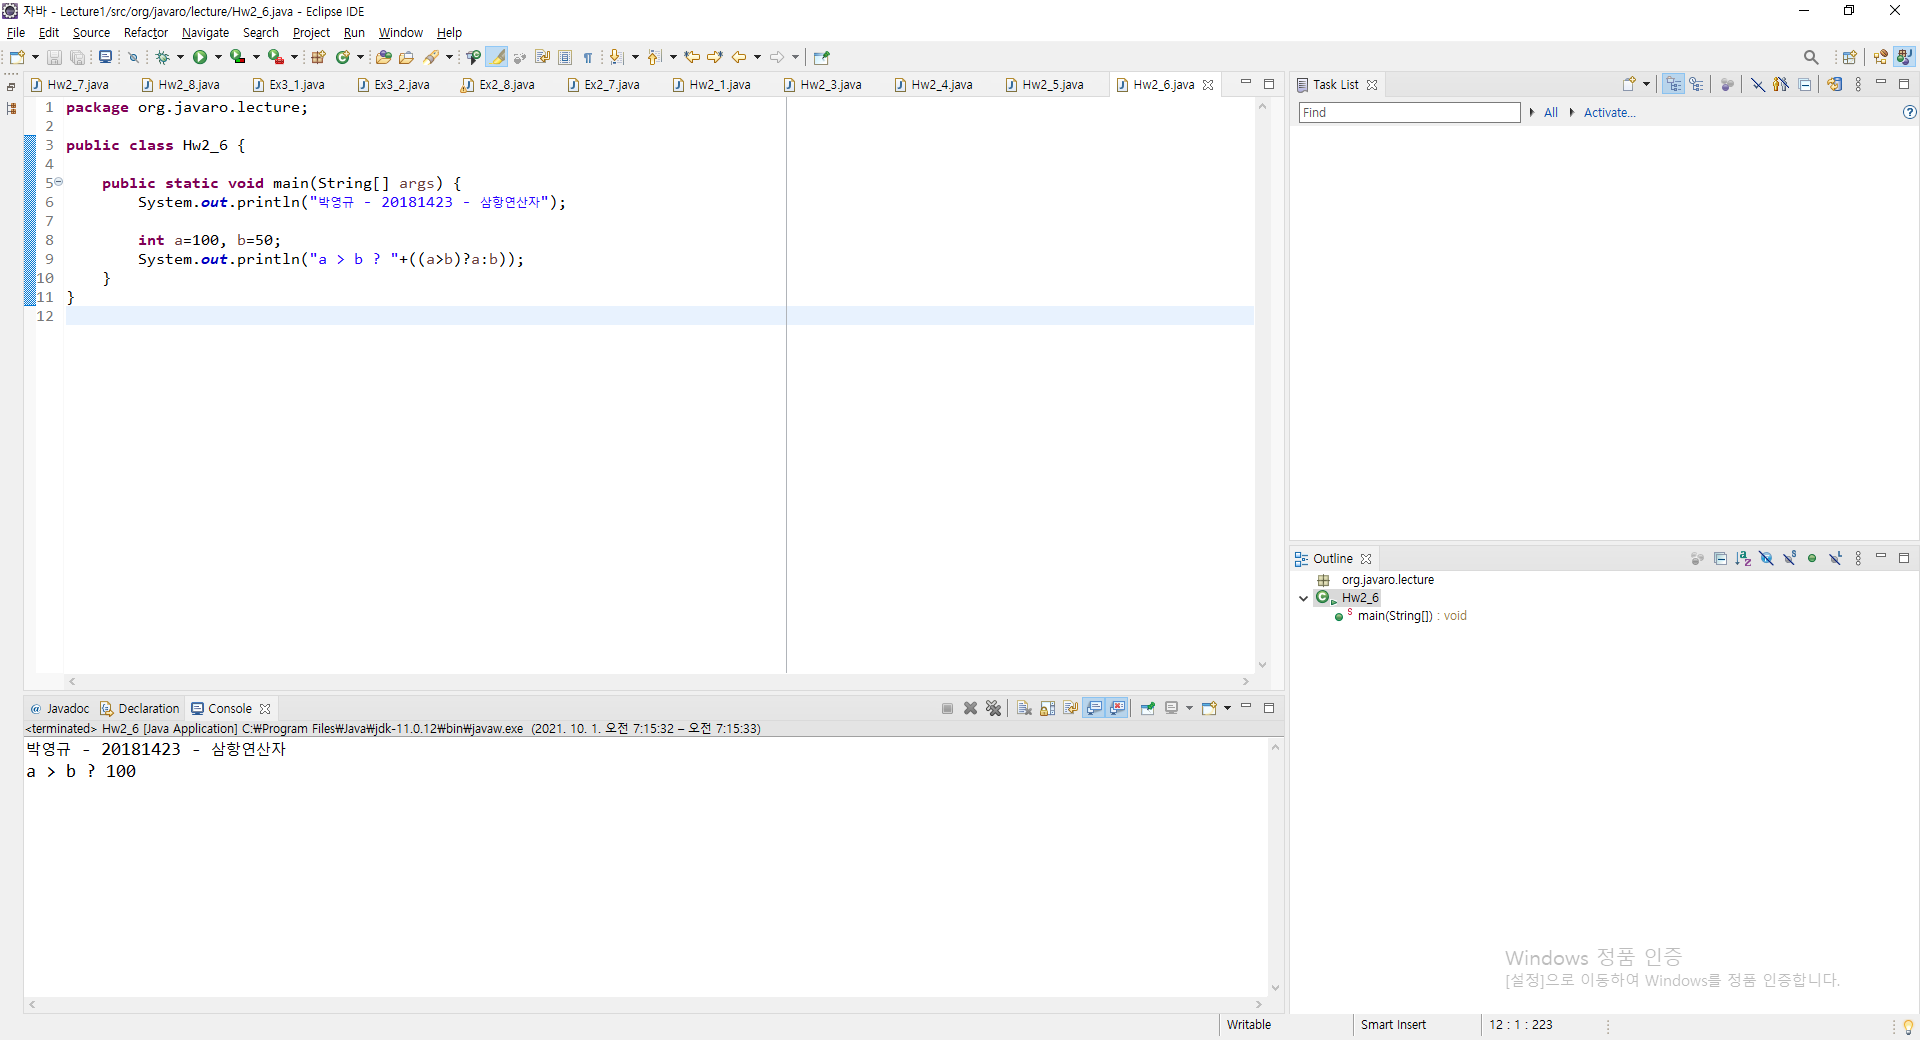 자바 - Lecture1/src/org/javaro/lecture/Hw2_6.java - Eclipse IDE
File Edit Source Refactor Navigate Search Project Run Window Help
Hw2_7.java Hw2_8.java Ex3_1.java Ex3_2.java Ex2_8.java Ex2_7.java Hw2_1.java Hw2_3.java Hw2_4.java Hw2_5.java Hw2_6.java
1 package org.javaro.lecture;
2
3 public class Hw2_6 {
4
5 public static void main(String[] args) {
6 System.out.println("박영규 - 20181423 - 삼항연산자");
7
8 int a=100, b=50;
9 System.out.println("a > b ? "+((a>b)?a:b));
10 }
11 }
12
Task List
Find All Activate...
Outline
org.javaro.lecture
Hw2_6
main(String[]) : void
@ Javadoc Declaration Console
<terminated> Hw2_6 [Java Application] C:₩Program Files₩Java₩jdk-11.0.12₩bin₩javaw.exe (2021. 10. 1. 오전 7:15:32 – 오전 7:15:33)
박영규 - 20181423 - 삼항연산자
a > b ? 100
Windows 정품 인증
[설정]으로 이동하여 Windows를 정품 인증합니다.
Writable Smart Insert 12 : 1 : 223